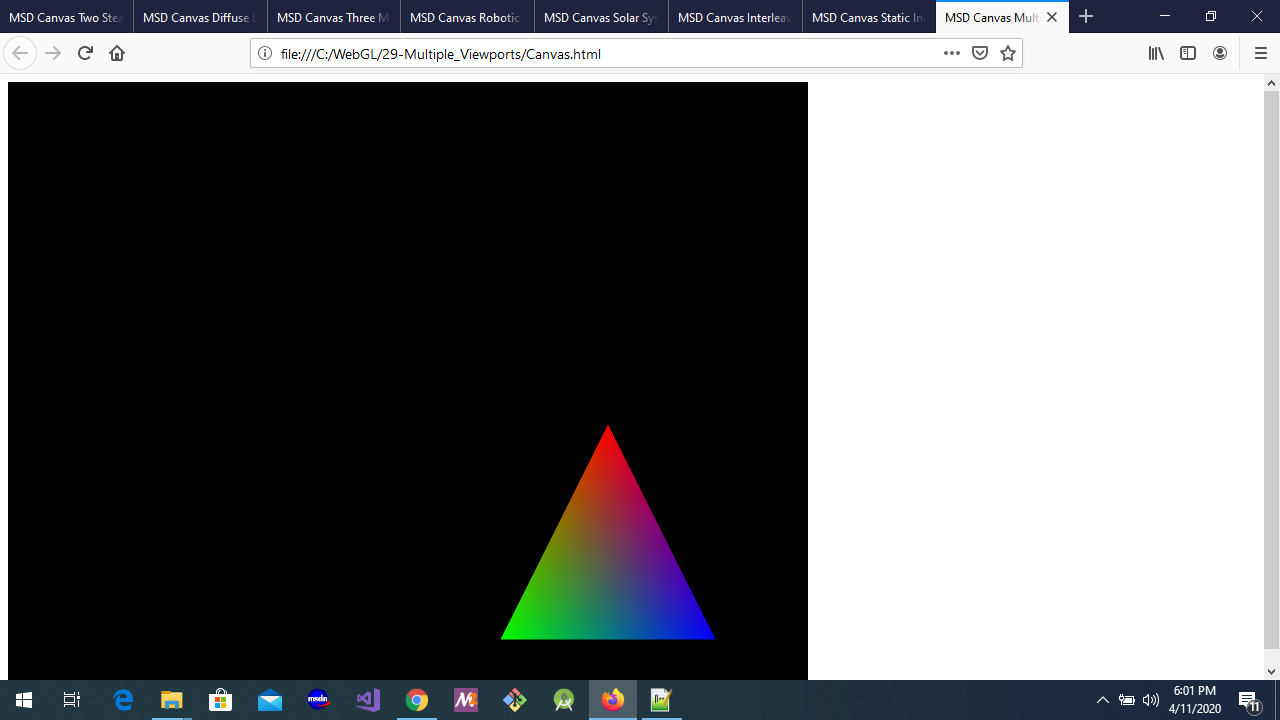 MSD Canvas Two Stea
MSD Canvas Diffuse L
MSD Canvas Three M
MSD Canvas Robotic
MSD Canvas Solar Sys
MSD Canvas Interleav
MSD Canvas Static In
MSD Canvas Mult
file:///C:/WebGL/29-Multiple_Viewports/Canvas.html
msdn
6:01 PM
4/11/2020
11